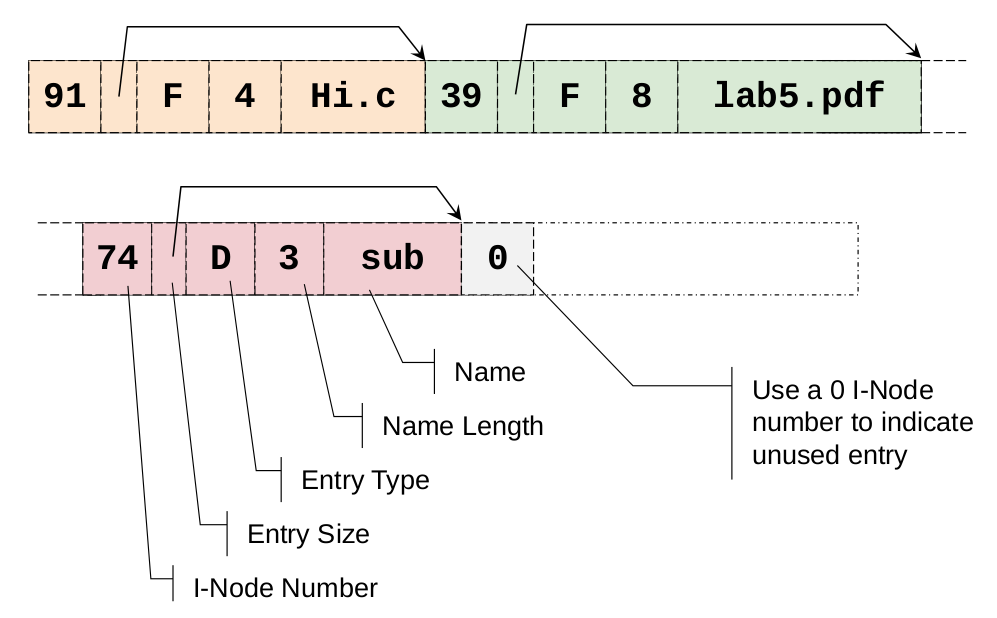 91 F 4 Hi.c 39 F 8 lab5.pdf
74 D 3 sub 0
Name
Name Length
Entry Type
Entry Size
I-Node Number
Use a 0 I-Node
number to indicate
unused entry